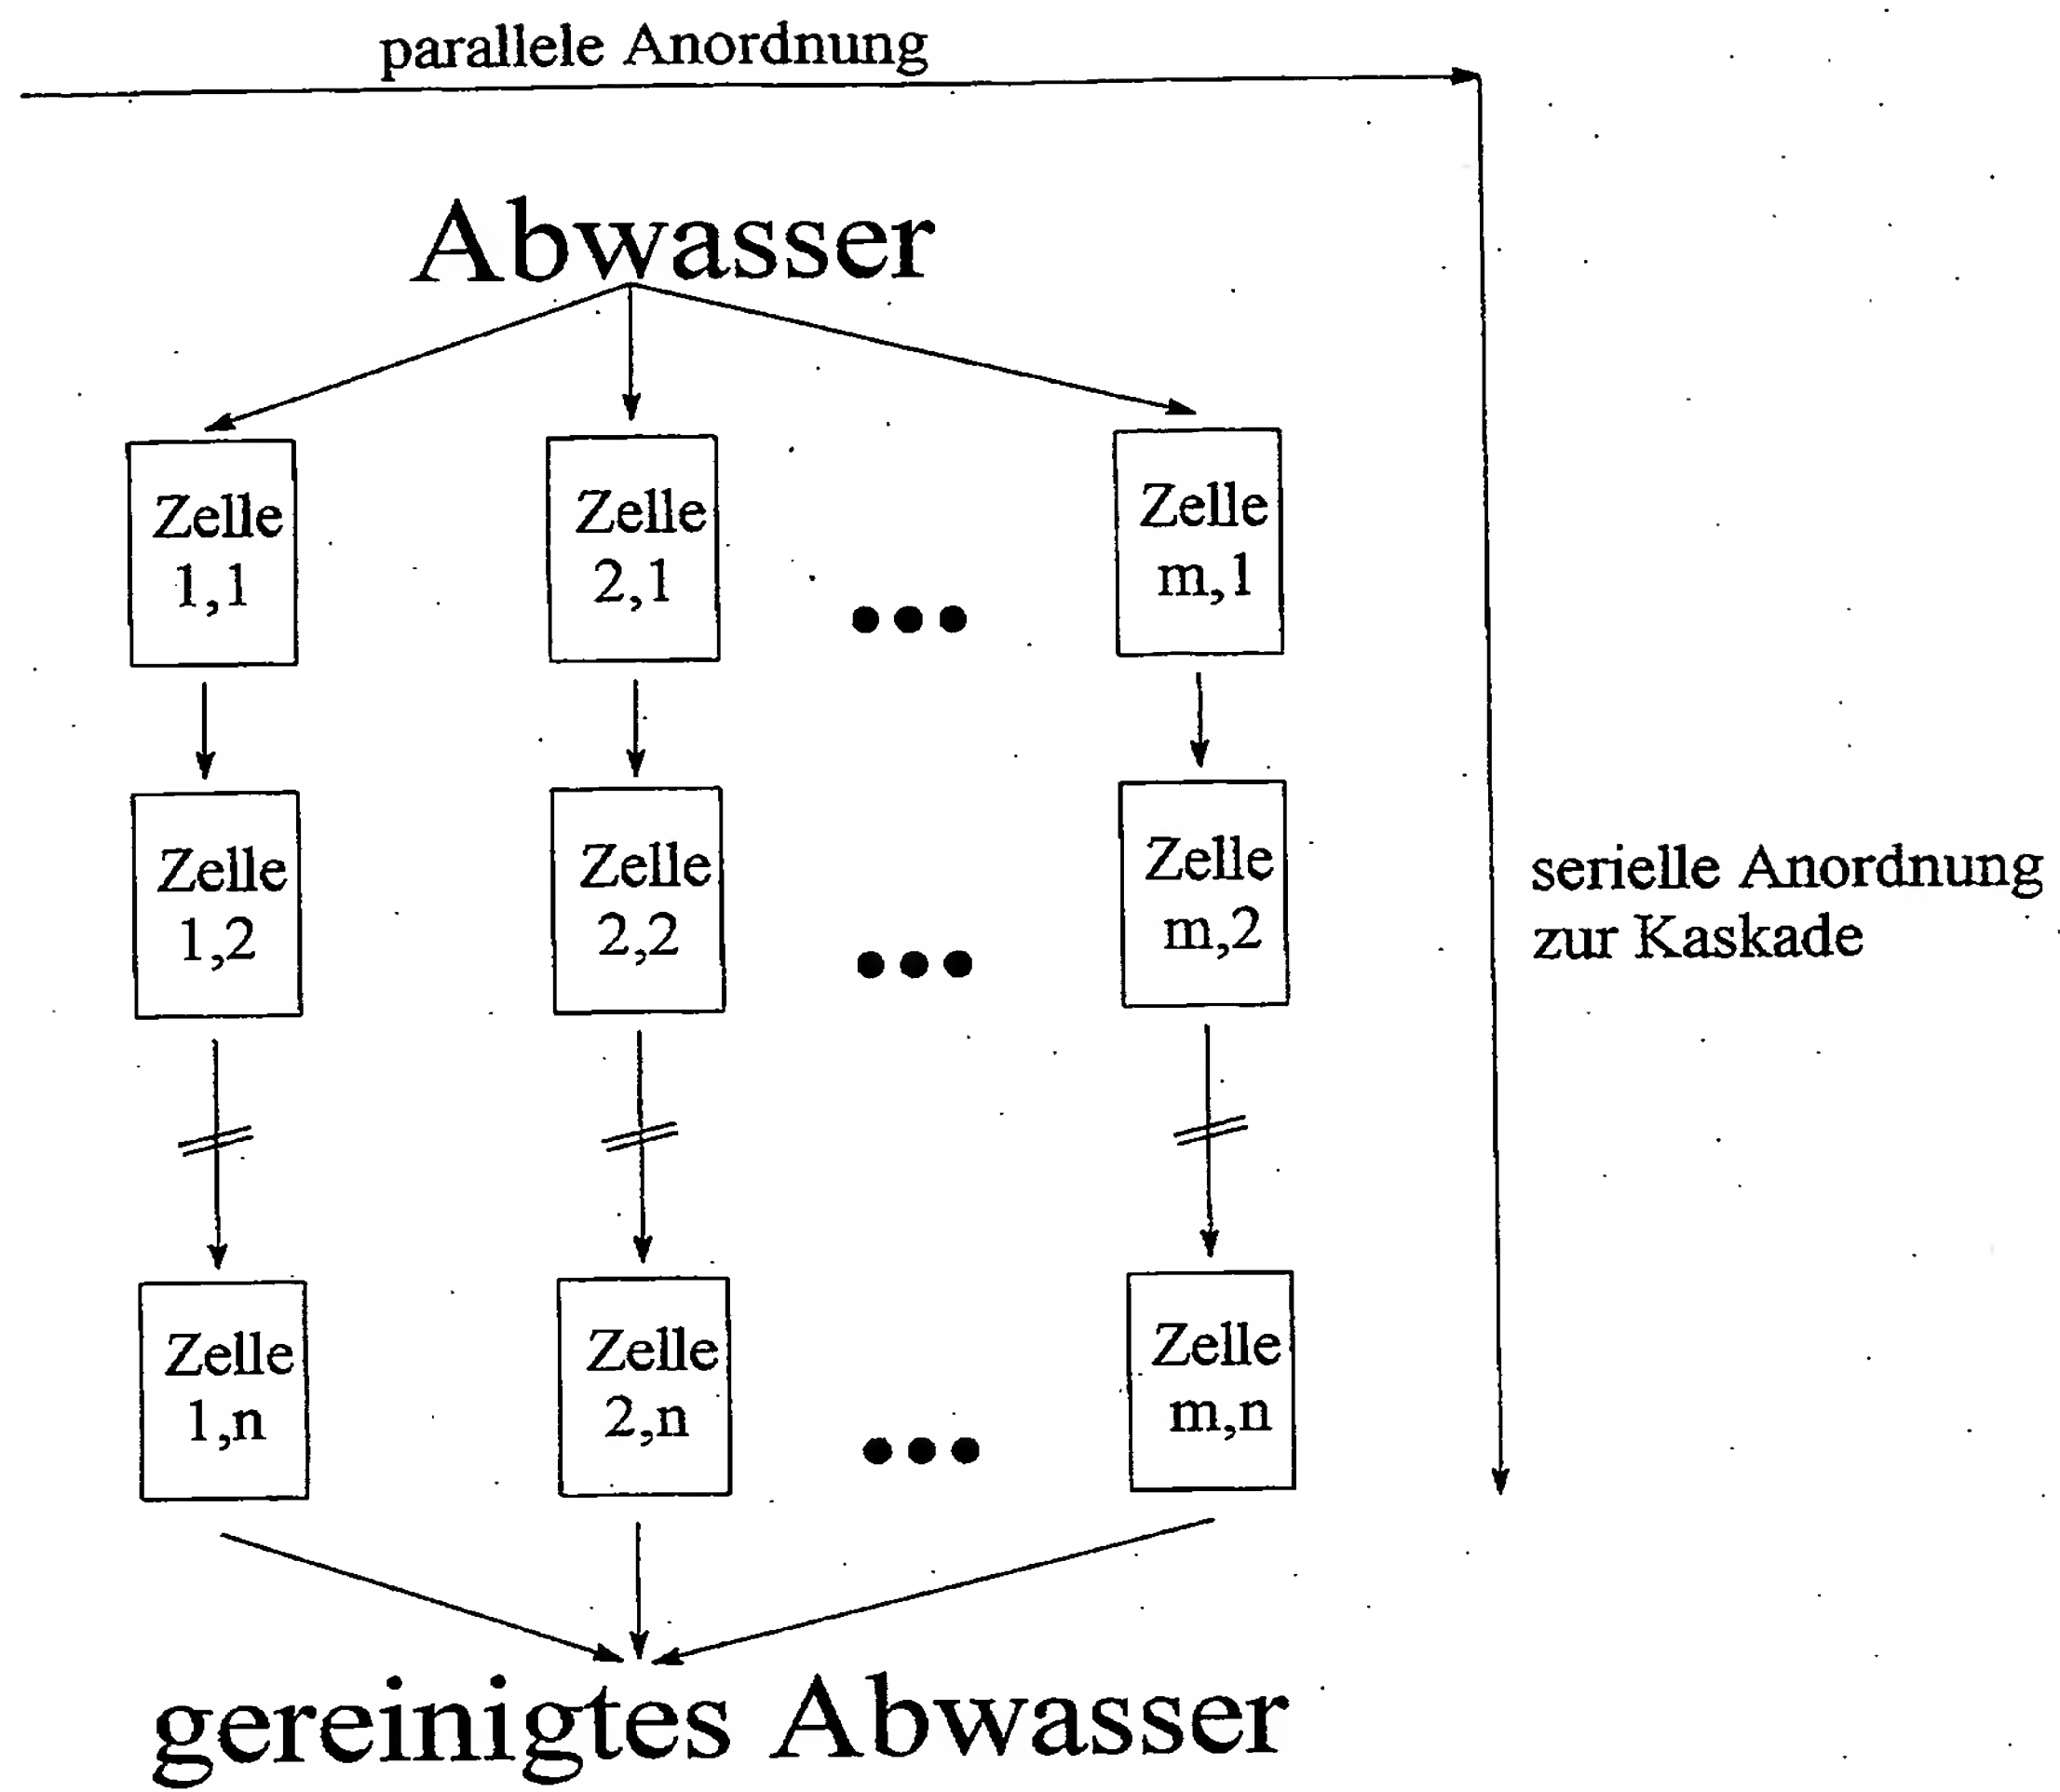 parallele Anordnung
Abwasser
Zelle
1,1
Zelle
2,1
Zelle
m,1
Zelle
1,2
Zelle
2,2
Zelle
m,2
serielle Anordnung
zur Kaskade
Zelle
1,n
Zelle
2,n
Zelle
m,n
gereinigtes Abwasser